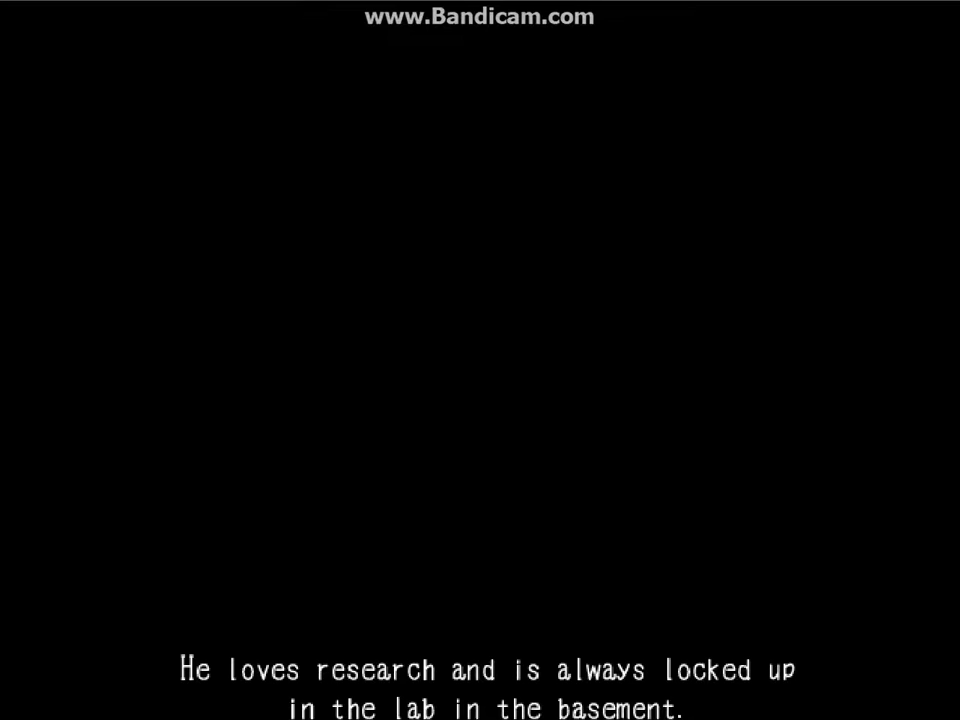 www.Bandicam.com
He loves research and is always locked up
in the lab in the basement.